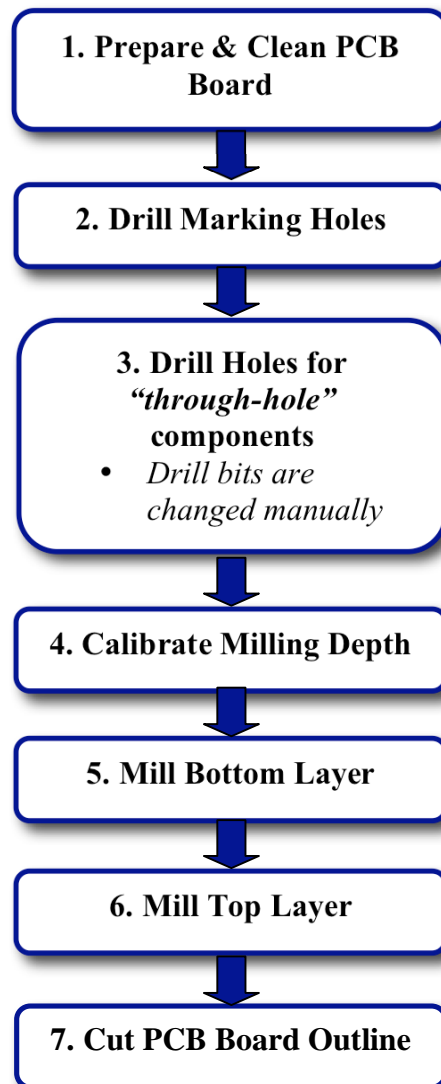 1. Prepare & Clean PCB
Board
2. Drill Marking Holes
3. Drill Holes for
“through-hole”
components
• Drill bits are
changed manually
4. Calibrate Milling Depth
5. Mill Bottom Layer
6. Mill Top Layer
7. Cut PCB Board Outline